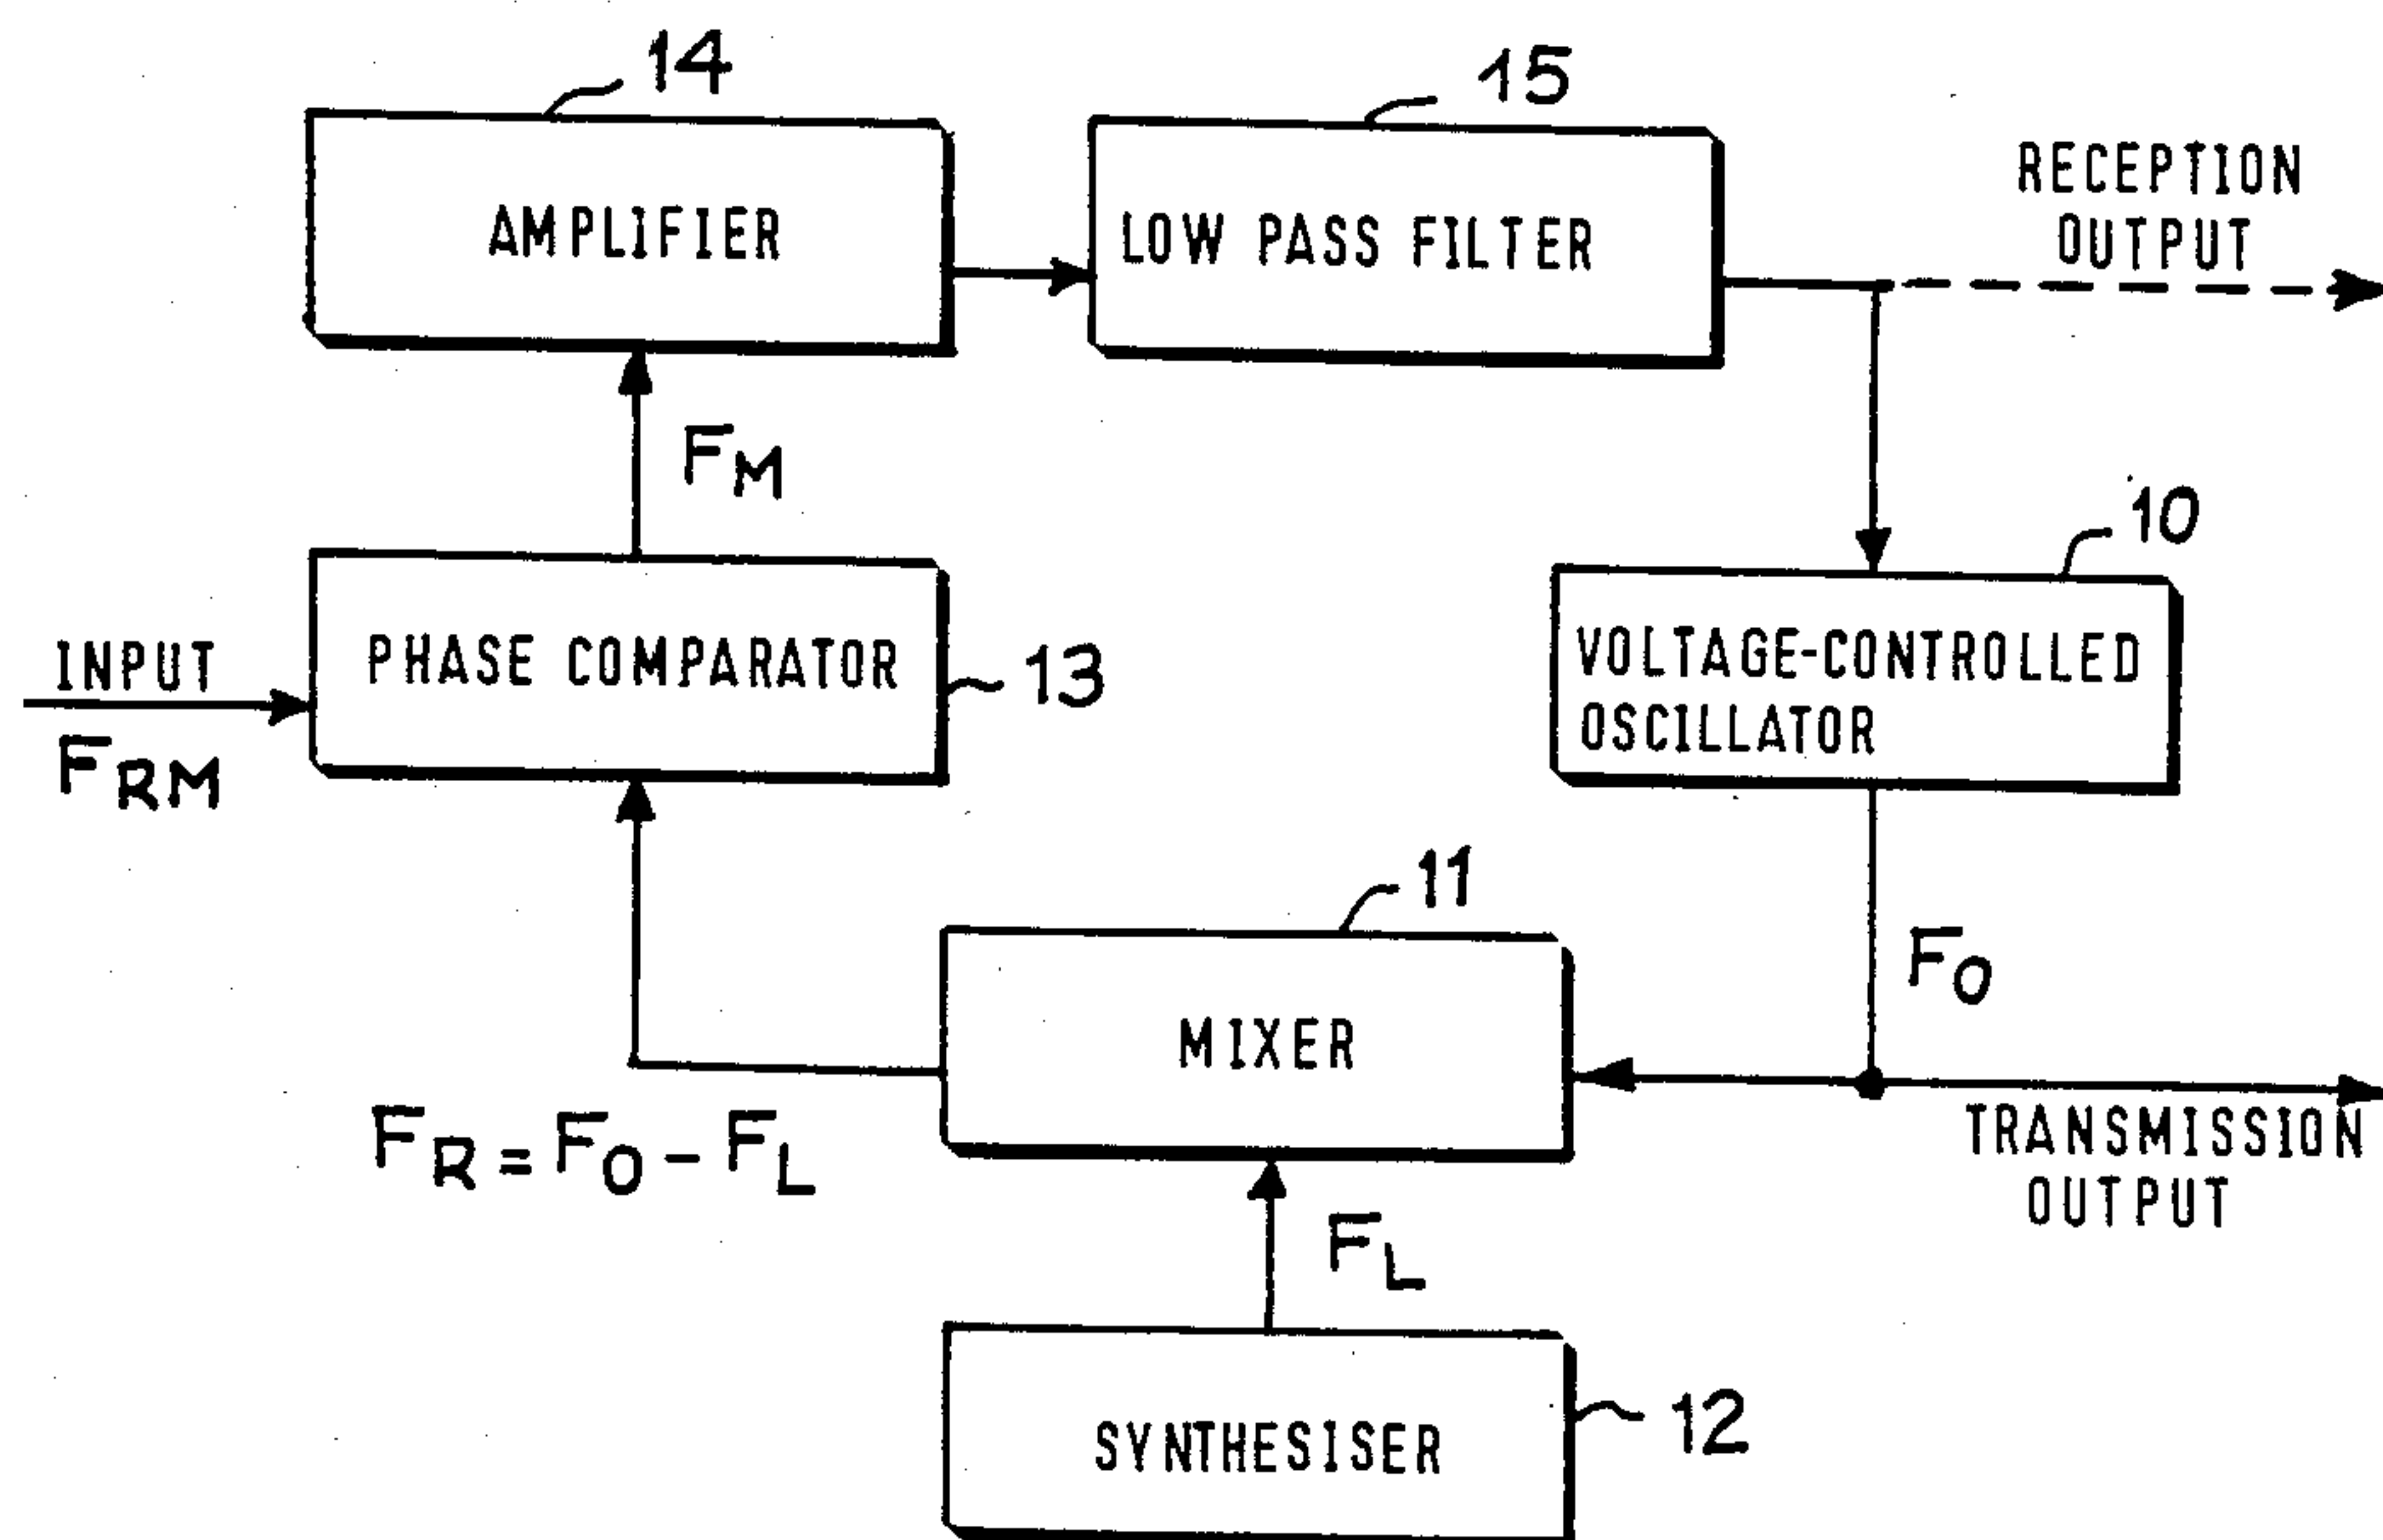 14
15
AMPLIFIER
LOW PASS FILTER
RECEPTION
OUTPUT
FM
10
INPUT
FRM
PHASE COMPARATOR
13
VOLTAGE-CONTROLLED
OSCILLATOR
11
FO
MIXER
FR = FO - FL
TRANSMISSION
OUTPUT
FL
SYNTHESISER
12